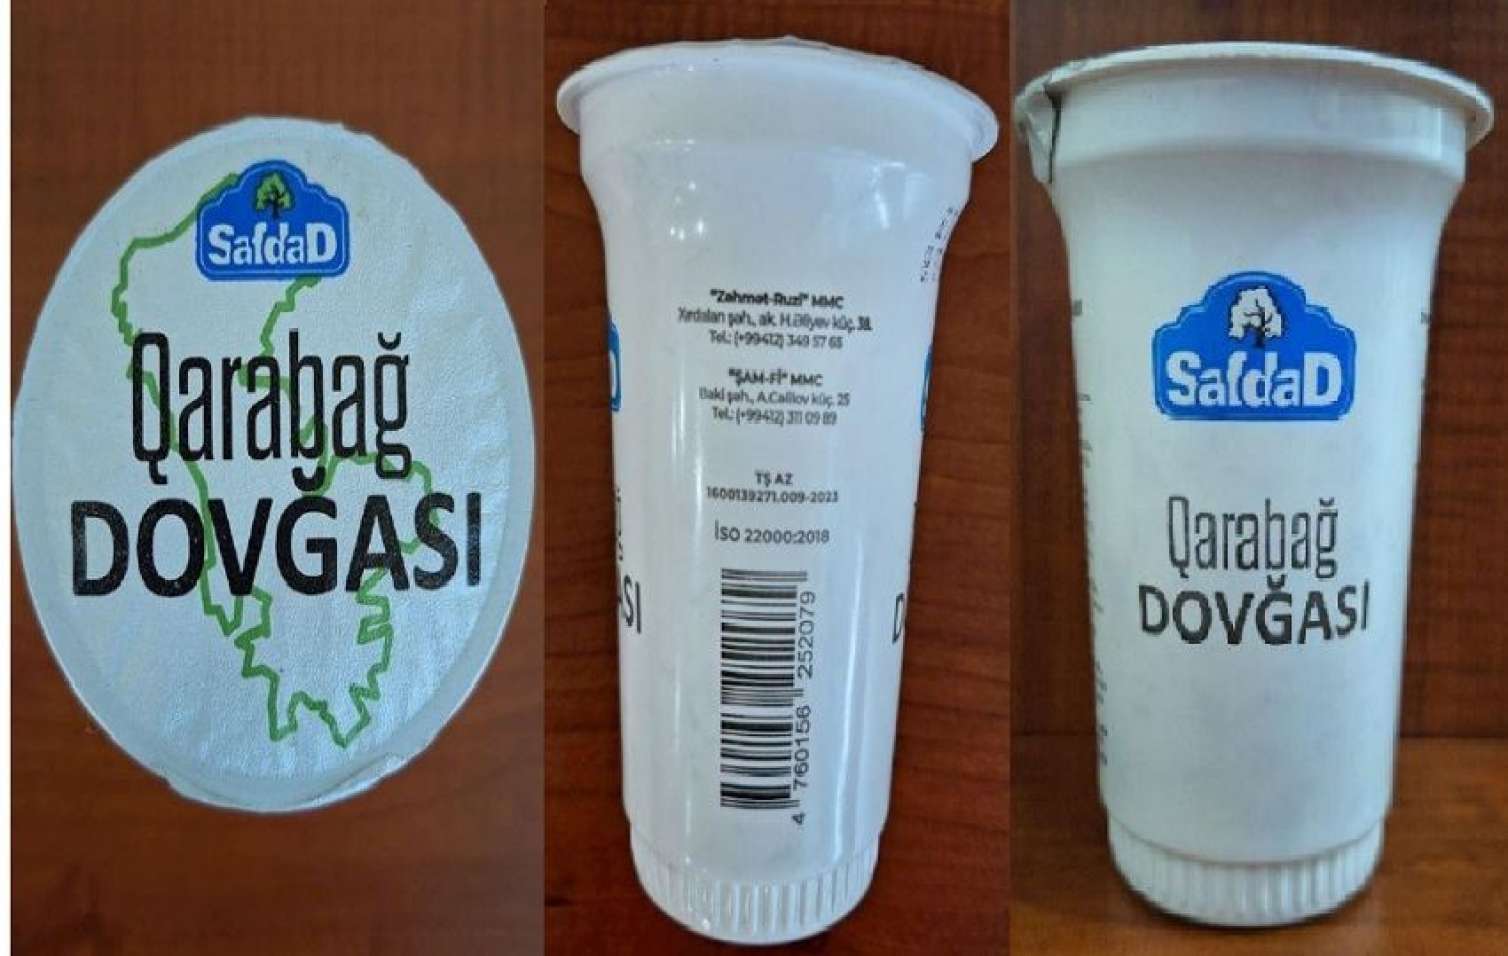 SafdaD
Qarabağ
DOVĞASI
"Zəhmət-Ruzi" MMC
Xırdalan şəh., ak. H.Əliyev küç. 38.
Tel.: (+99412) 349 57 65
"ŞAM-Fİ" MMC
Bakı şəh., A.Cəlilov küç. 25
Tel.: (+99412) 311 09 89
TŞ AZ
1600139271.009-2023
İSO 22000:2018
4 760156 252079
SafdaD
Qarabağ
DOVĞASI